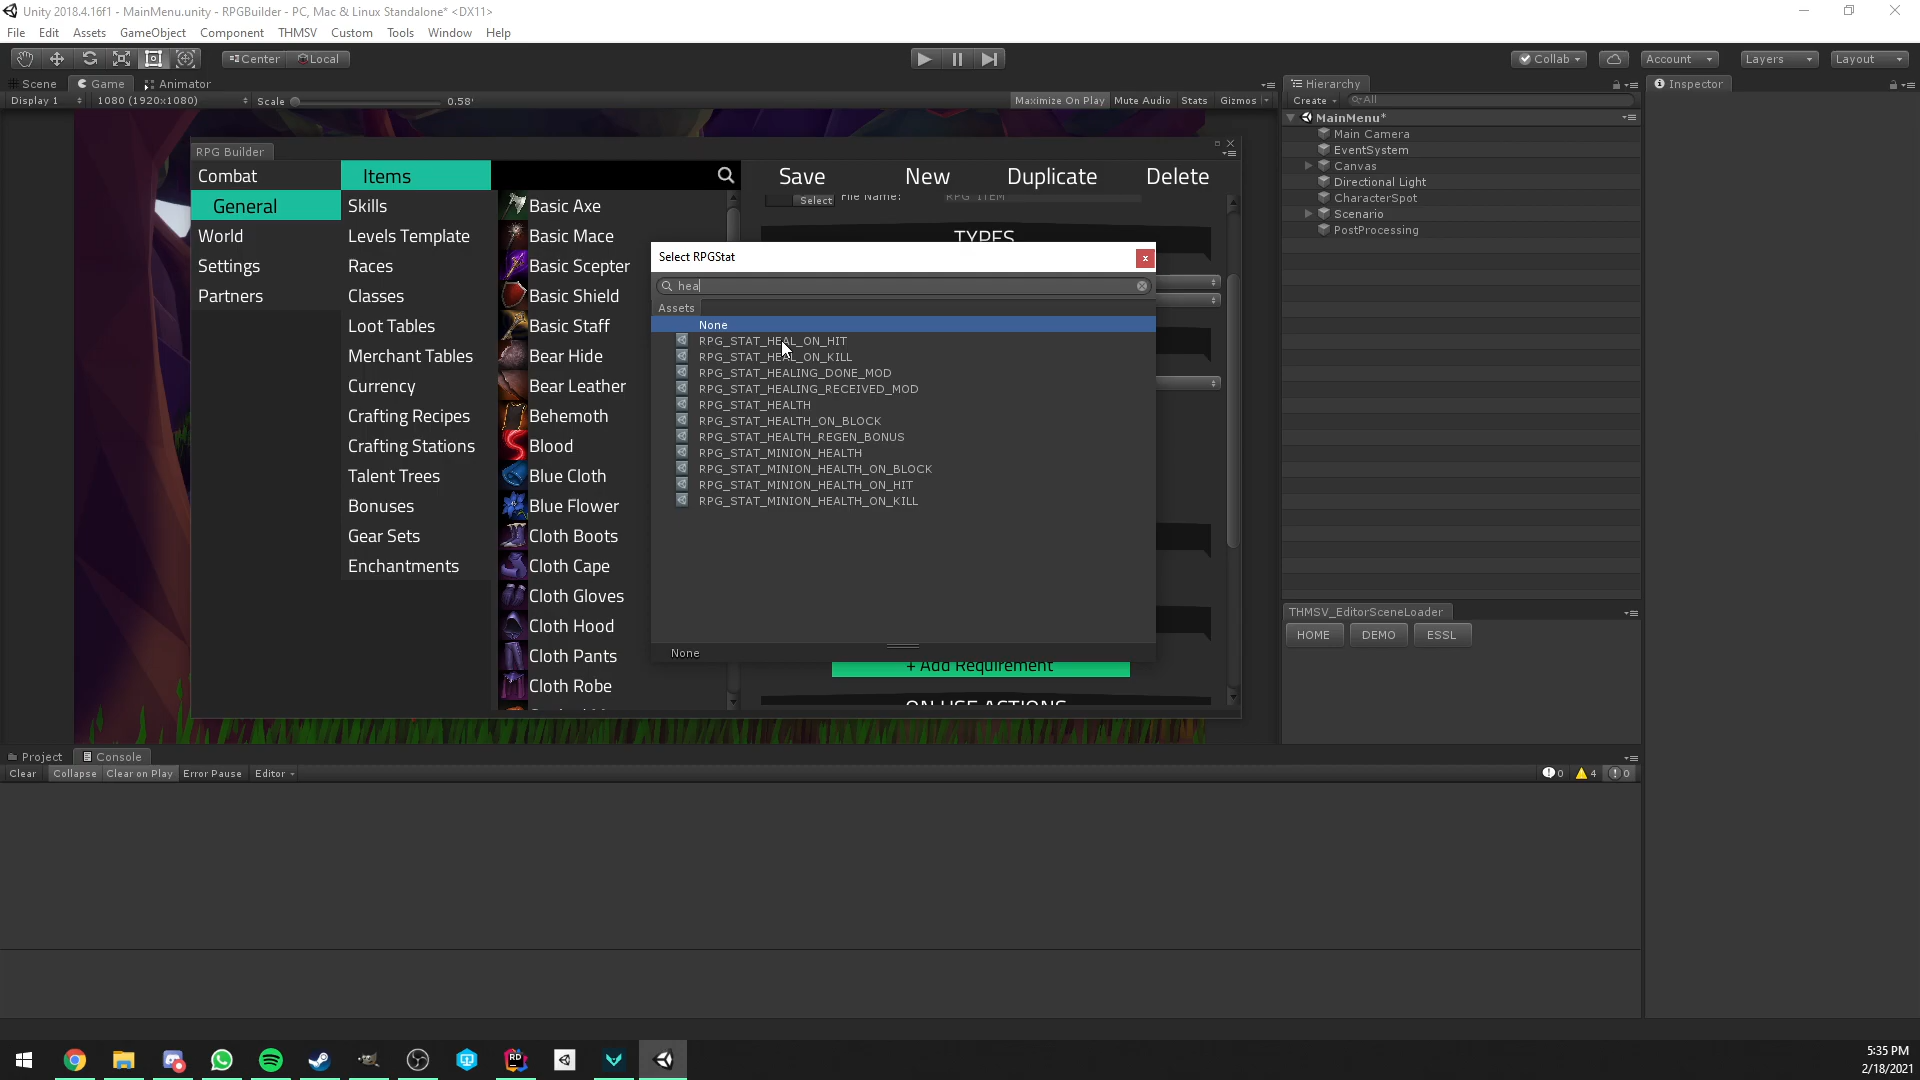 Unity 2018.4.16f1 - MainMenu.unity - RPGBuilder - PC, Mac & Linux Standalone* <DX11>
File Edit Assets GameObject Component THMSV Custom Tools Window Help
Center Local Collab Account Layers Layout
Scene Game Animator Hierarchy Inspector
Display 1 1080 (1920x1080) Scale 0.58' Maximize On Play Mute Audio Stats Gizmos Create All
MainMenu*
Main Camera
EventSystem
Canvas
Directional Light
CharacterSpot
Scenario
PostProcessing
RPG Builder
Combat
General
World
Settings
Partners
Items
Skills
Levels Template
Races
Classes
Loot Tables
Merchant Tables
Currency
Crafting Recipes
Crafting Stations
Talent Trees
Bonuses
Gear Sets
Enchantments
Basic Axe
Basic Mace
Basic Scepter
Basic Shield
Basic Staff
Bear Hide
Bear Leather
Behemoth
Blood
Blue Cloth
Blue Flower
Cloth Boots
Cloth Cape
Cloth Gloves
Cloth Hood
Cloth Pants
Cloth Robe
Save New Duplicate Delete
Select File Name: RPG ITEM
TYPES
Select RPGStat x
hea
Assets
None
RPG_STAT_HEAL_ON_HIT
RPG_STAT_HEAL_ON_KILL
RPG_STAT_HEALING_DONE_MOD
RPG_STAT_HEALING_RECEIVED_MOD
RPG_STAT_HEALTH
RPG_STAT_HEALTH_ON_BLOCK
RPG_STAT_HEALTH_REGEN_BONUS
RPG_STAT_MINION_HEALTH
RPG_STAT_MINION_HEALTH_ON_BLOCK
RPG_STAT_MINION_HEALTH_ON_HIT
RPG_STAT_MINION_HEALTH_ON_KILL
None
+ Add Requirement
ON USE ACTIONS
THMSV_EditorSceneLoader
HOME DEMO ESSL
Project Console
Clear Collapse Clear on Play Error Pause Editor 0 4 0
RD
5:35 PM
2/18/2021